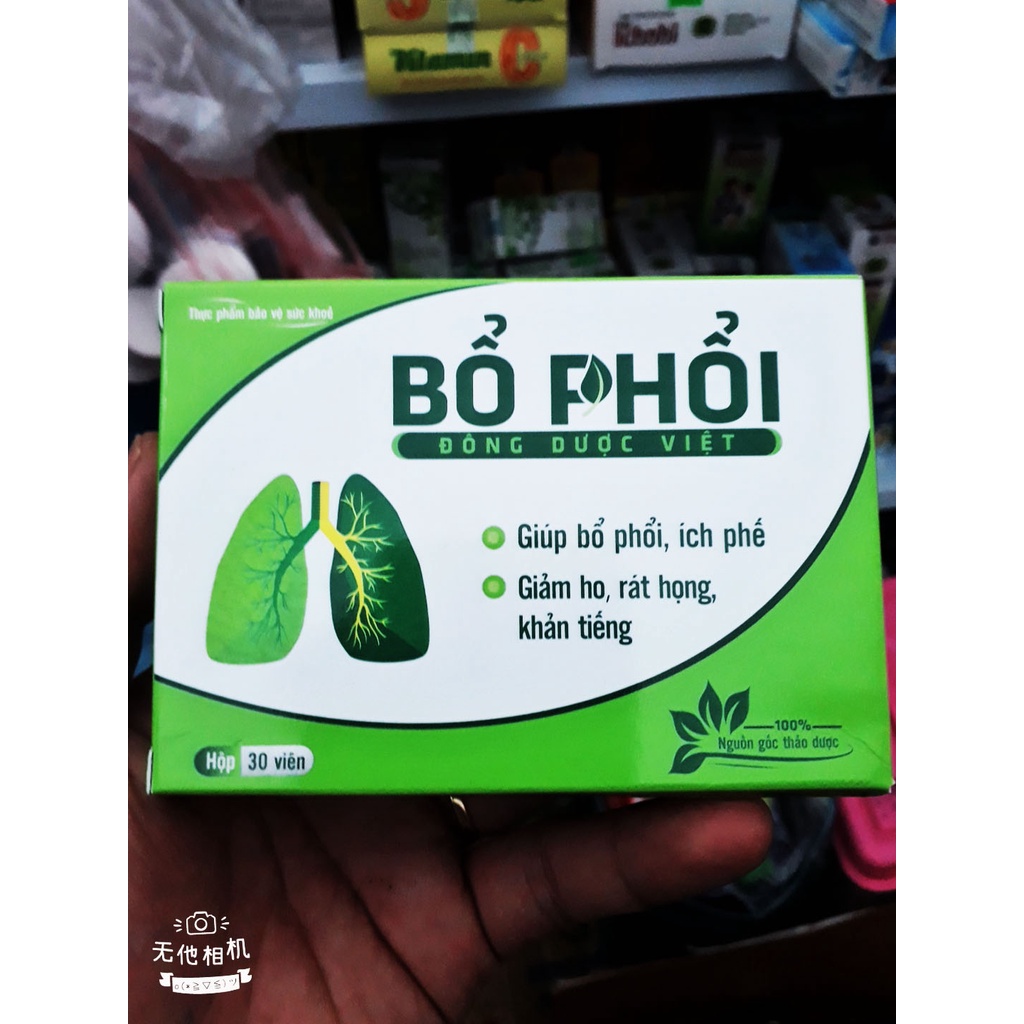 Vitamin C
Thực phẩm bảo vệ sức khoẻ
BỔ PHỔI
ĐÔNG DƯỢC VIỆT
Giúp bổ phổi, ích phế
Giảm ho, rát họng,
khản tiếng
100%
Nguồn gốc thảo dược
Hộp 30 viên
无他相机